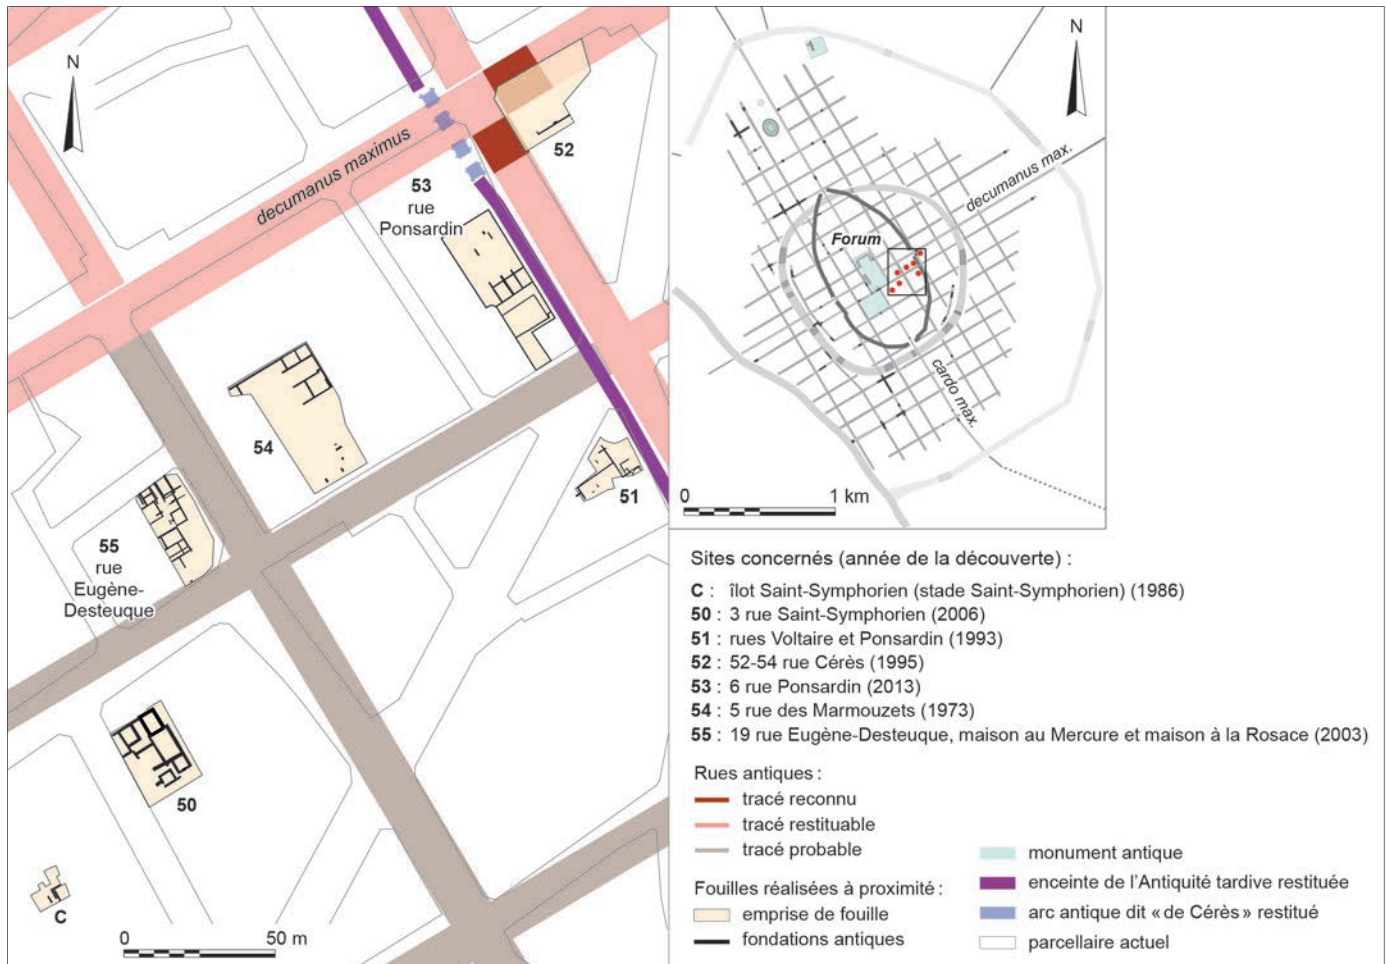 N
decumanus maximus
52
53
rue
Ponsardin
54
51
55
rue
Eugène-
Desteuque
50
C
0 50 m
N
decumanus max.
Forum
cardo max.
0 1 km
Sites concernés (année de la découverte) :
C : îlot Saint-Symphorien (stade Saint-Symphorien) (1986)
50 : 3 rue Saint-Symphorien (2006)
51 : rues Voltaire et Ponsardin (1993)
52 : 52-54 rue Cérès (1995)
53 : 6 rue Ponsardin (2013)
54 : 5 rue des Marmouzets (1973)
55 : 19 rue Eugène-Desteuque, maison au Mercure et maison à la Rosace (2003)
Rues antiques :
tracé reconnu
tracé restituable
tracé probable
Fouilles réalisées à proximité :
emprise de fouille
fondations antiques
monument antique
enceinte de l'Antiquité tardive restituée
arc antique dit « de Cérès » restitué
parcellaire actuel